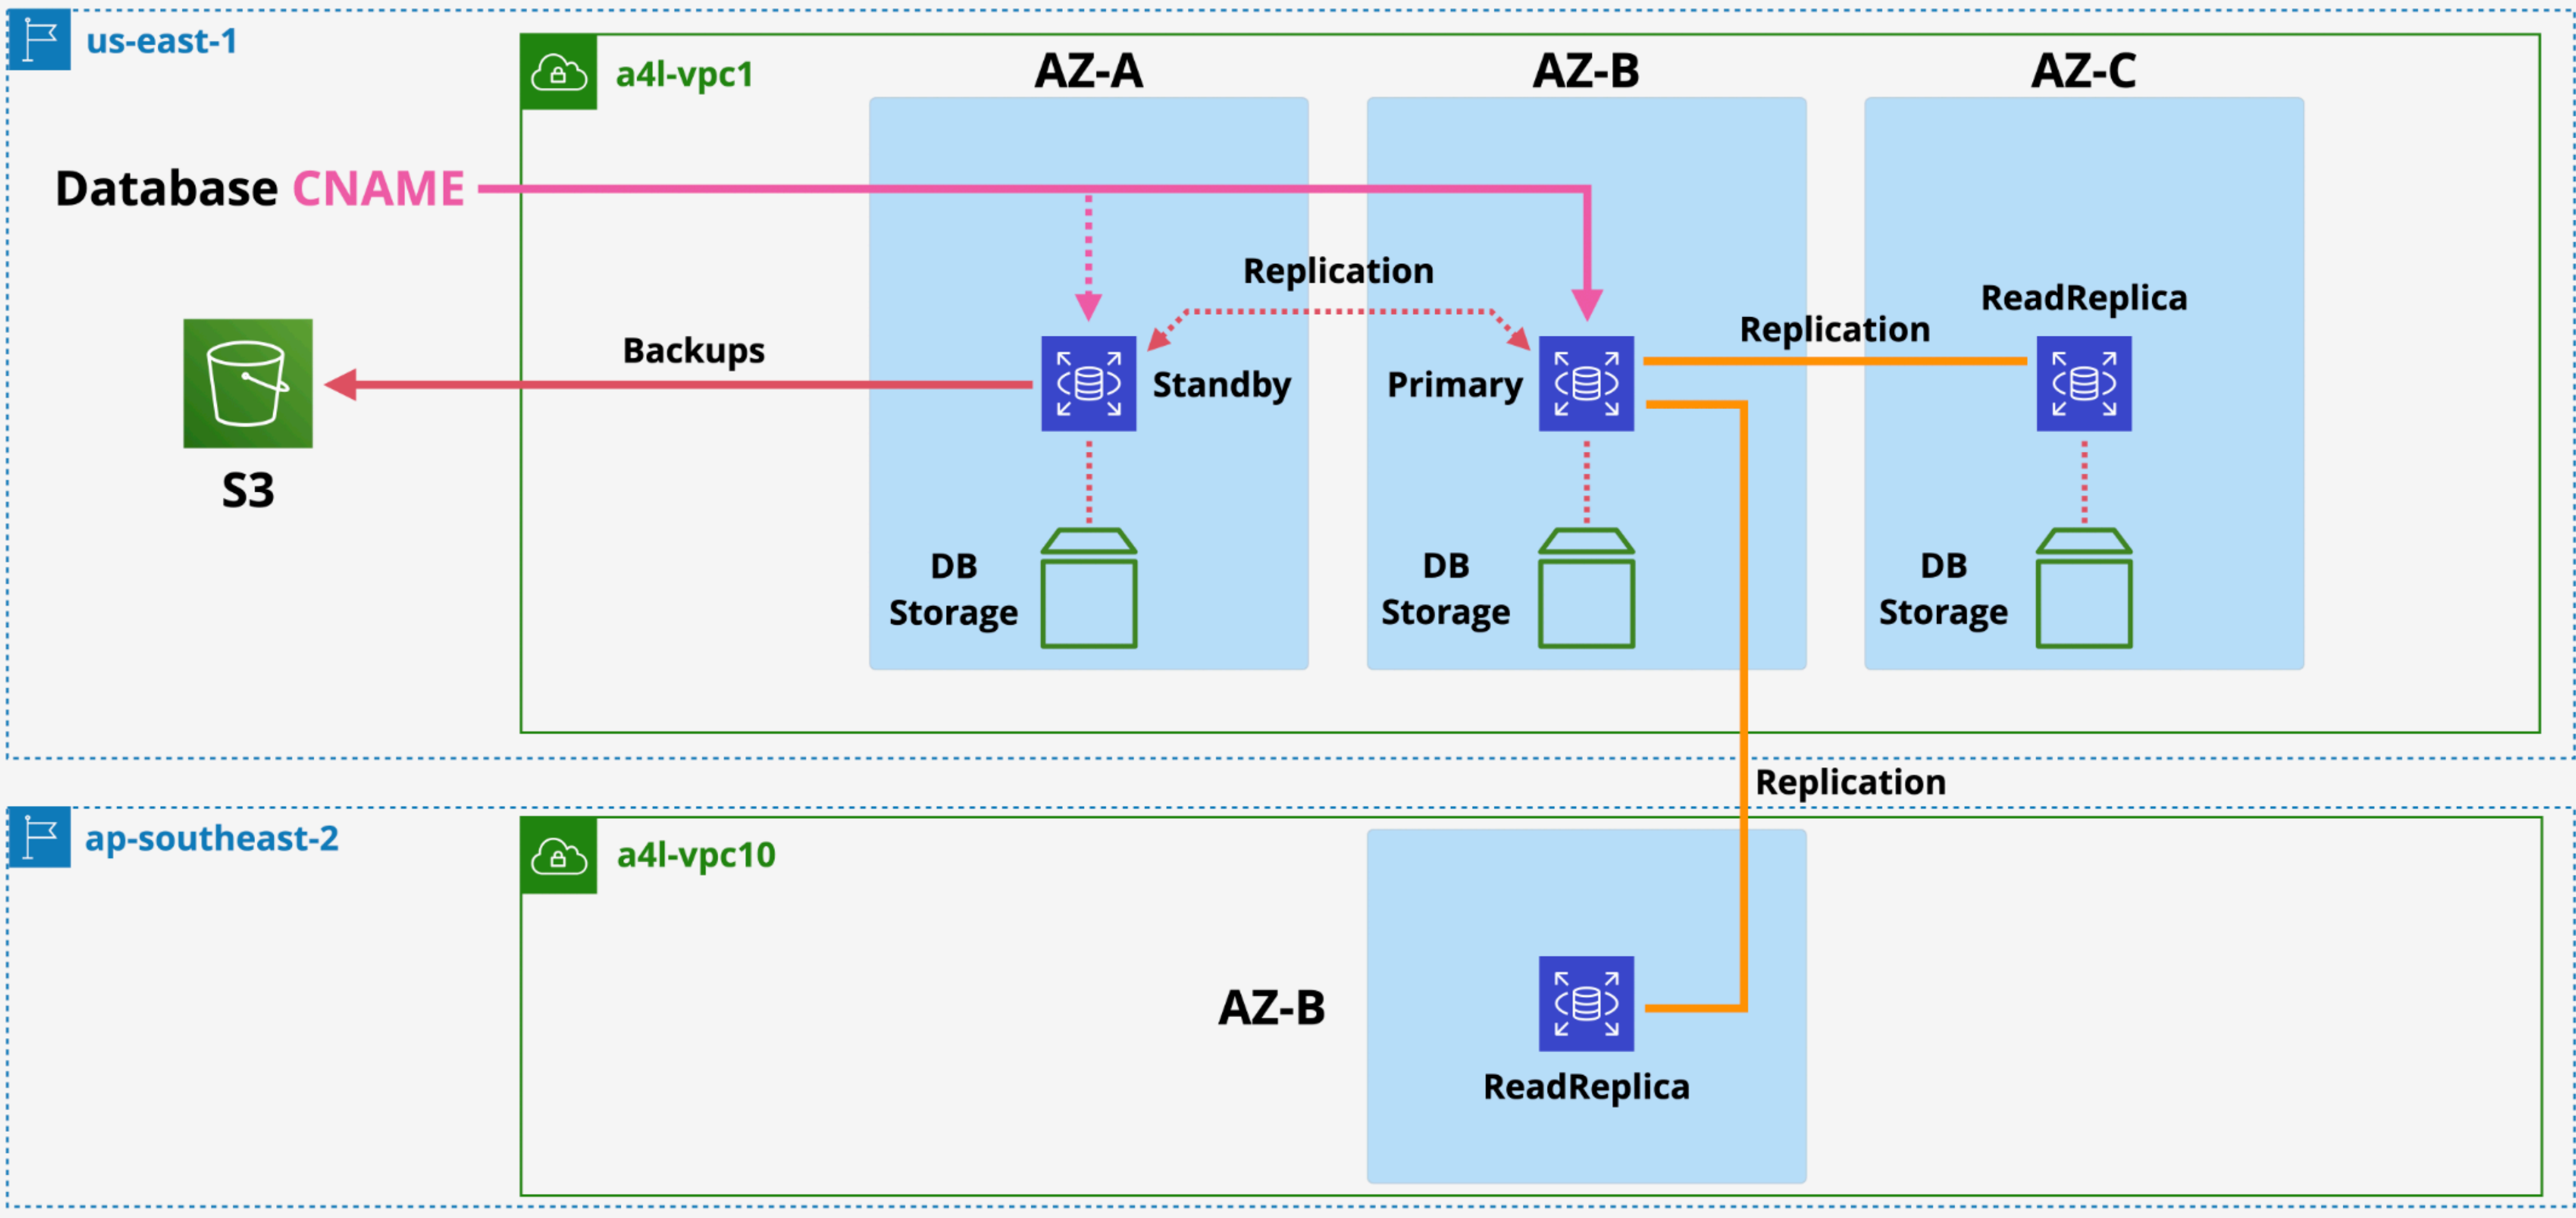 us-east-1
a4l-vpc1
AZ-A
AZ-B
AZ-C
Database CNAME
Replication
ReadReplica
Replication
Backups
Standby
Primary
S3
DB
Storage
DB
Storage
DB
Storage
Replication
ap-southeast-2
a4l-vpc10
AZ-B
ReadReplica